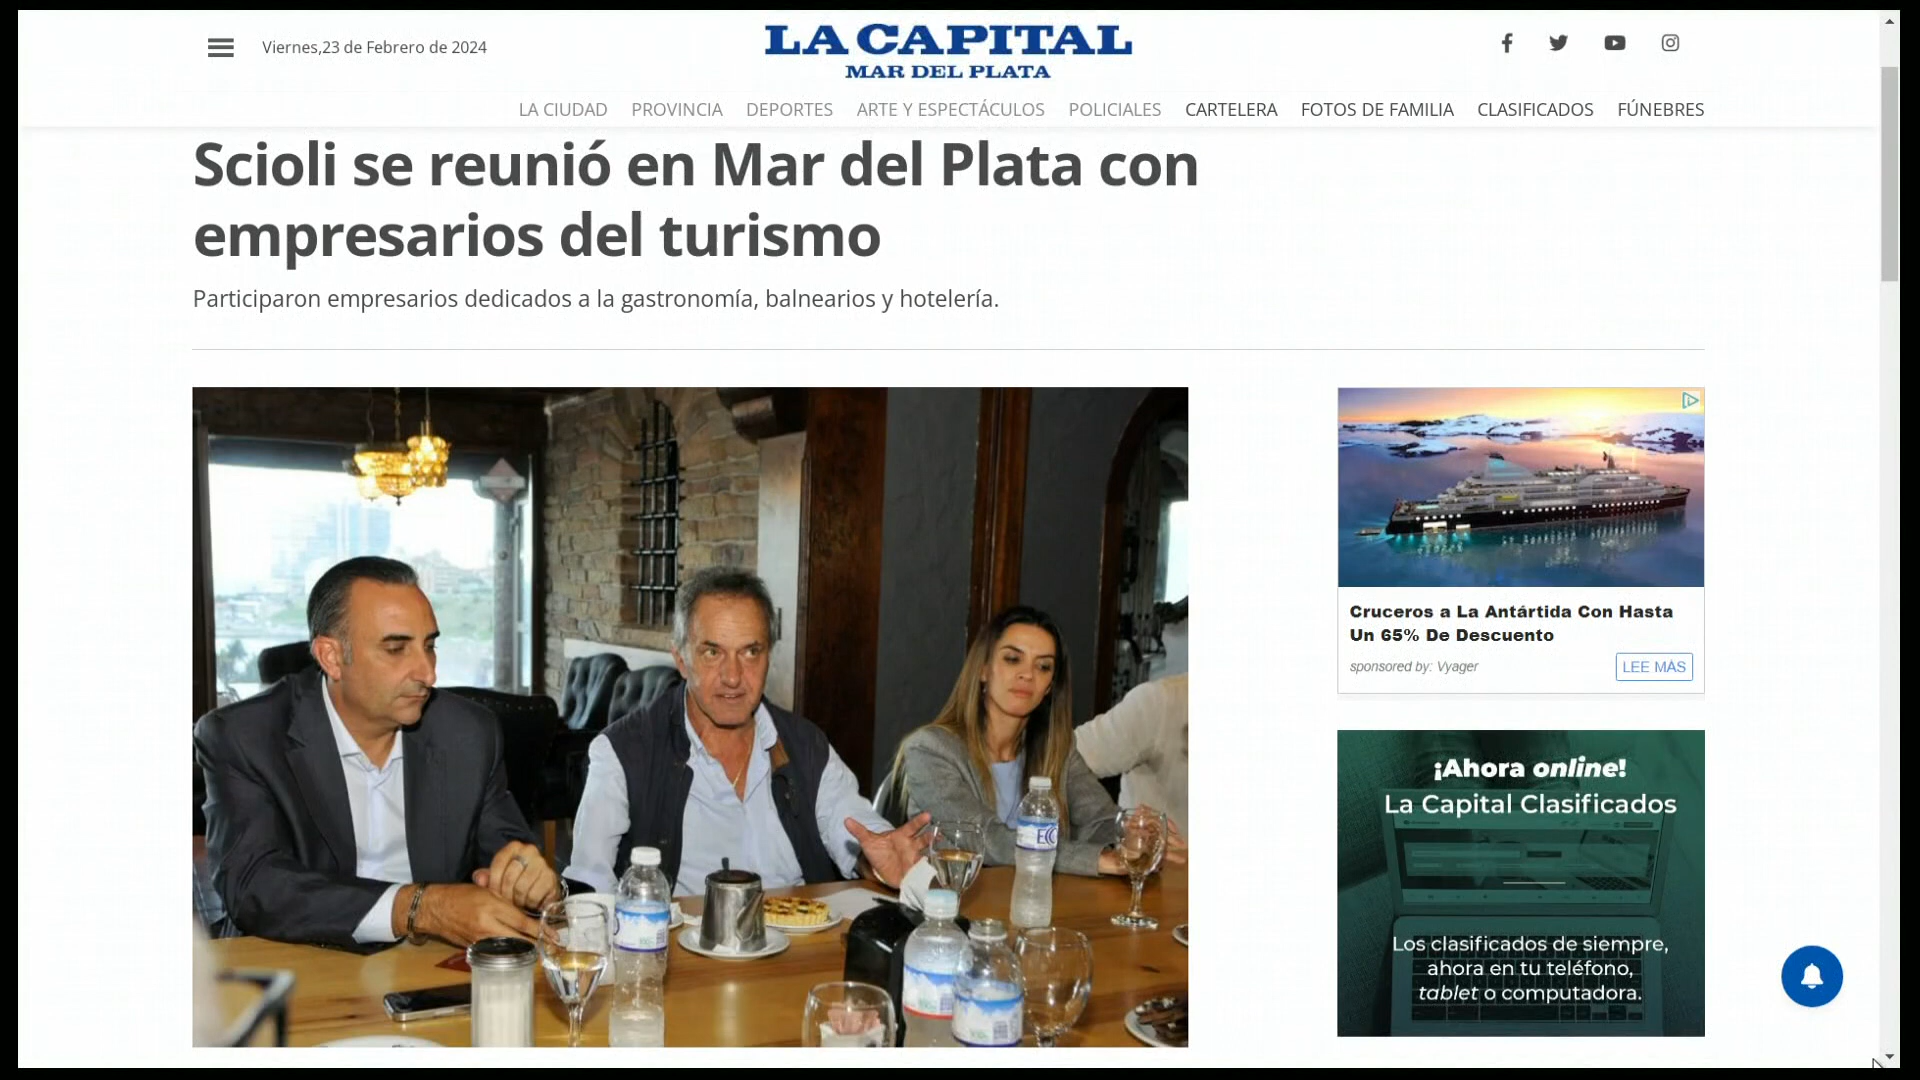 Viernes,23 de Febrero de 2024
LA CAPITAL
MAR DEL PLATA
LA CIUDAD PROVINCIA DEPORTES ARTE Y ESPECTÁCULOS POLICIALES CARTELERA FOTOS DE FAMILIA CLASIFICADOS FÚNEBRES
Scioli se reunió en Mar del Plata con
empresarios del turismo
Participaron empresarios dedicados a la gastronomía, balnearios y hotelería.
Cruceros a La Antártida Con Hasta
Un 65% De Descuento
sponsored by: Vyager
LEE MÁS
¡Ahora online!
La Capital Clasificados
Los clasificados de siempre,
ahora en tu teléfono,
tablet o computadora.